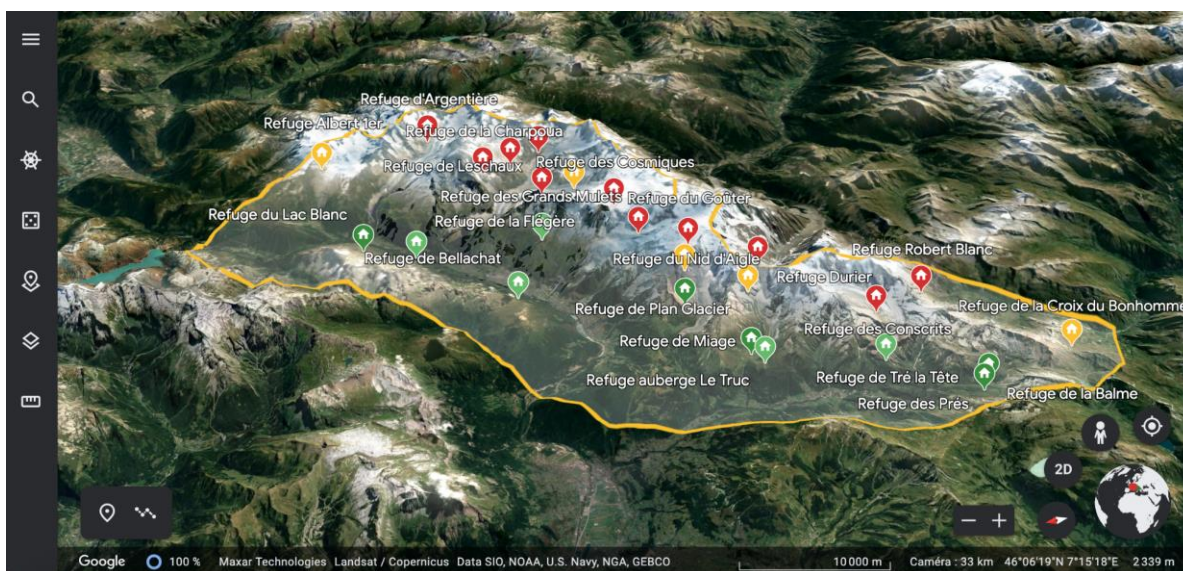 Refuge d'Argentière
Refuge Albert 1er
Refuge de la Charpoua
Refuge de Leschaux
Refuge des Cosmiques
Refuge des Grands Mulets
Refuge du Goûter
Refuge du Lac Blanc
Refuge de la Flégère
Refuge de Bellachat
Refuge du Nid d'Aigle
Refuge Robert Blanc
Refuge Durier
Refuge de Plan Glacier
Refuge de la Croix du Bonhomme
Refuge des Conscrits
Refuge de Miage
Refuge auberge Le Truc
Refuge de Tré la Tête
Refuge de la Balme
Refuge des Prés
2D
Google 100 % Maxar Technologies Landsat / Copernicus Data SIO, NOAA, U.S. Navy, NGA, GEBCO 10 000 m Caméra : 33 km 46°06'19"N 7°15'18"E 2 339 m